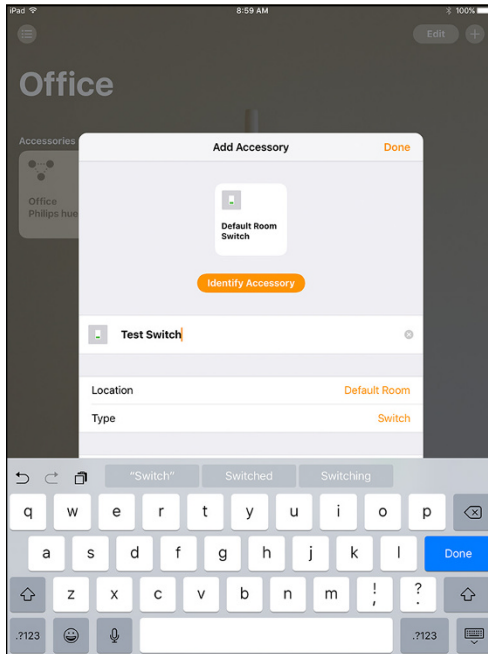 iPad 8:59 AM 100%
Edit
Office
Accessories
Office
Philips hue
Add Accessory Done
Default Room
Switch
Identify Accessory
Test Switch
Location Default Room
Type Switch
“Switch” Switched Switching
q w e r t y u i o p
a s d f g h j k l Done
z x c v b n m ! , ? .
.?123 .?123